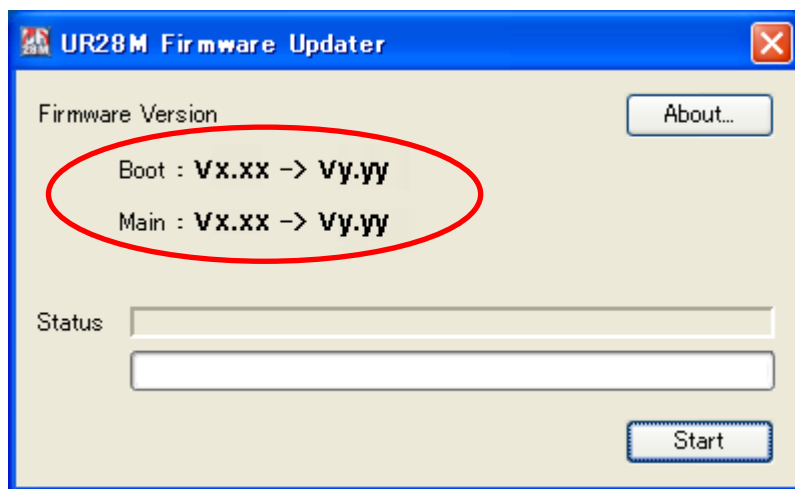 UR28M Firmware Updater
Firmware Version
About...
Boot : Vx.xx -> Vy.yy
Main : Vx.xx -> Vy.yy
Status
Start